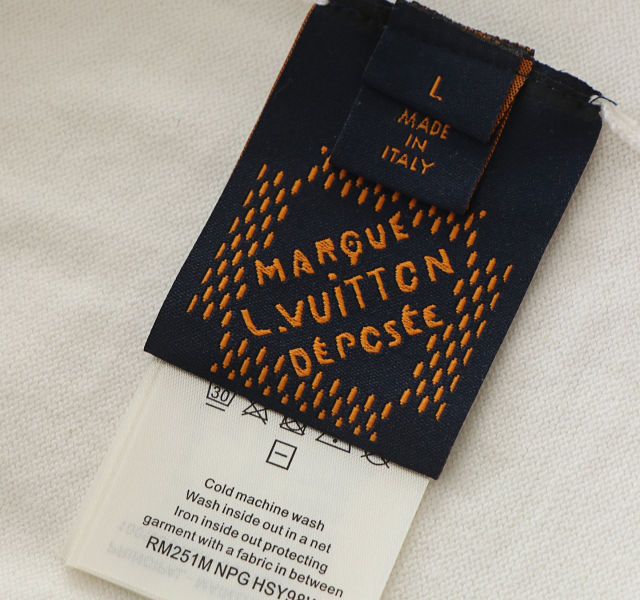 L
MADE
IN
ITALY
MARQUE
L.VUITTON
DÉPOSÉE
30
Cold machine wash
Wash inside out in a net
Iron inside out protecting
garment with a fabric in between
RM251M NPG